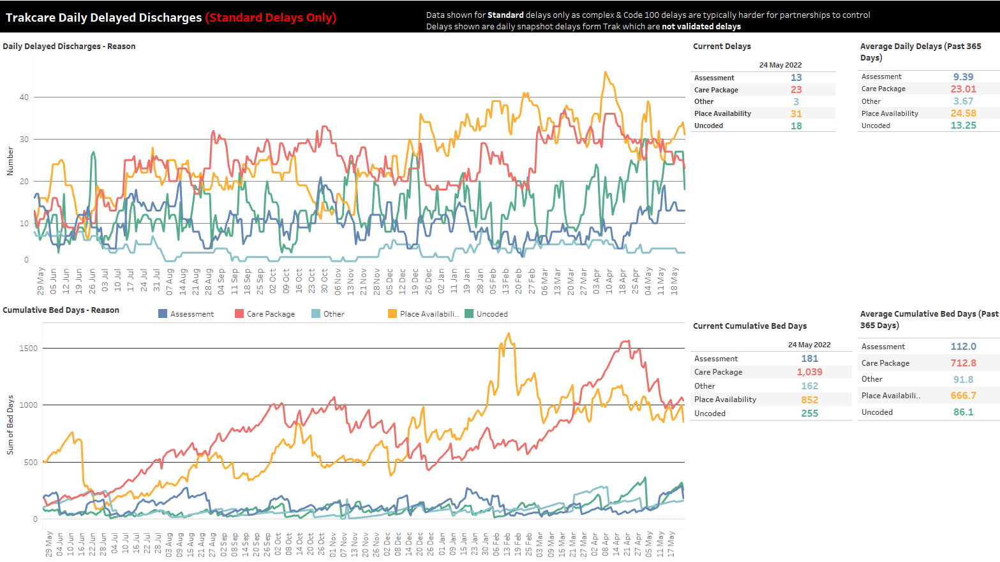 Trakcare Daily Delayed Discharges (Standard Delays Only)
Data shown for Standard delays only as complex & Code 100 delays are typically harder for partnerships to control
Delays shown are daily snapshot delays form Trak which are not validated delays
Daily Delayed Discharges - Reason
Number
40
30
20
10
0
29 May
05 Jun
12 Jun
19 Jun
26 Jun
03 Jul
10 Jul
17 Jul
24 Jul
31 Jul
07 Aug
14 Aug
21 Aug
28 Aug
04 Sep
11 Sep
18 Sep
25 Sep
02 Oct
09 Oct
16 Oct
23 Oct
30 Oct
06 Nov
13 Nov
21 Nov
28 Nov
05 Dec
12 Dec
19 Dec
26 Dec
02 Jan
11 Jan
19 Jan
28 Jan
05 Feb
13 Feb
20 Feb
27 Feb
06 Mar
13 Mar
20 Mar
27 Mar
03 Apr
10 Apr
18 Apr
25 Apr
04 May
11 May
18 May
Current Delays
24 May 2022
Assessment 13
Care Package 23
Other 3
Place Availability 31
Uncoded 18
Average Daily Delays (Past 365
Days)
Assessment 9.39
Care Package 23.01
Other 3.67
Place Availability 24.58
Uncoded 13.25
Cumulative Bed Days - Reason
Assessment
Care Package
Other
Place Availabili..
Uncoded
Sum of Bed Days
1500
1000
500
0
29 May
04 Jun
10 Jun
16 Jun
22 Jun
28 Jun
04 Jul
10 Jul
16 Jul
22 Jul
28 Jul
03 Aug
09 Aug
15 Aug
21 Aug
27 Aug
02 Sep
08 Sep
14 Sep
20 Sep
26 Sep
02 Oct
08 Oct
14 Oct
20 Oct
26 Oct
01 Nov
07 Nov
14 Nov
20 Nov
26 Nov
02 Dec
08 Dec
14 Dec
20 Dec
26 Dec
01 Jan
09 Jan
15 Jan
23 Jan
30 Jan
06 Feb
13 Feb
19 Feb
25 Feb
03 Mar
09 Mar
15 Mar
21 Mar
27 Mar
02 Apr
08 Apr
14 Apr
21 Apr
27 Apr
05 May
11 May
17 May
Current Cumulative Bed Days
24 May 2022
Assessment 181
Care Package 1,039
Other 162
Place Availability 852
Uncoded 255
Average Cumulative Bed Days (Past
365 Days)
Assessment 112.0
Care Package 712.8
Other 91.8
Place Availabili.. 666.7
Uncoded 86.1